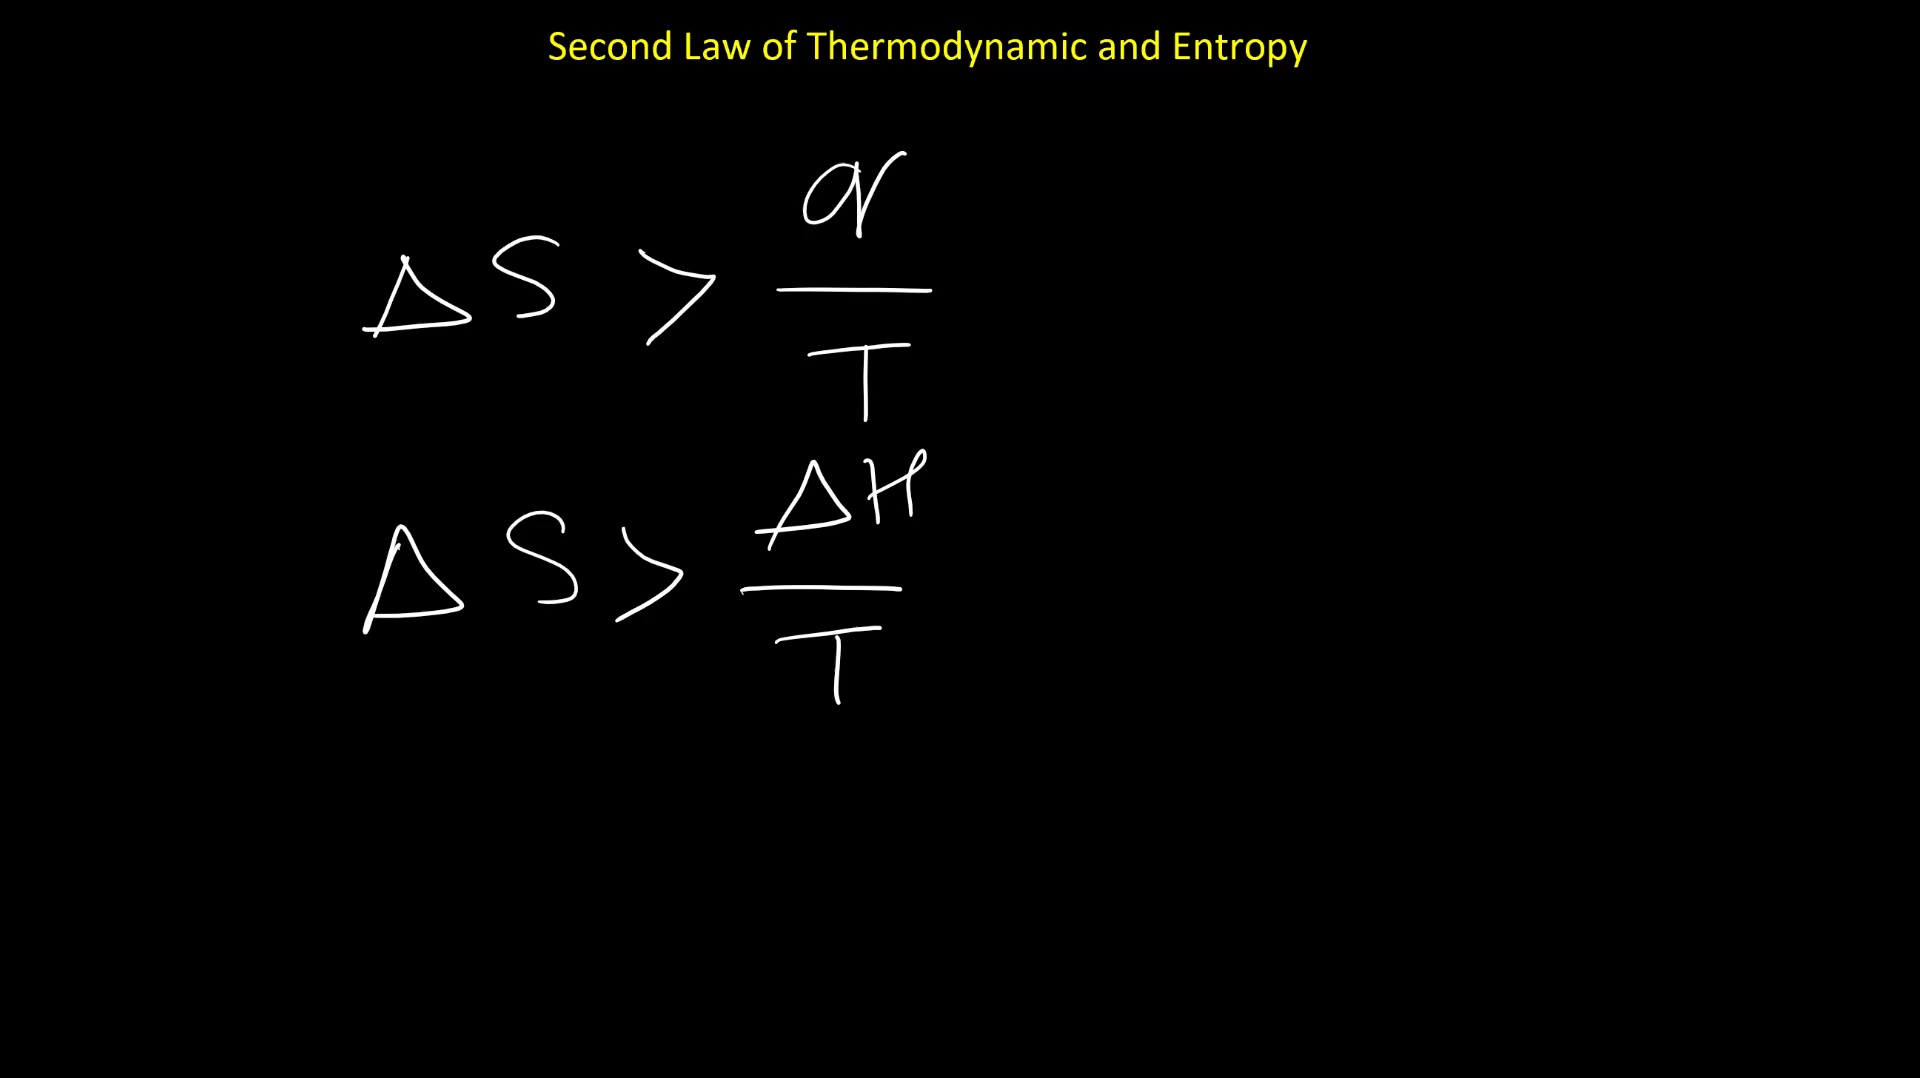 Second Law of Thermodynamic and Entropy
ΔS > q/T
ΔS > ΔH/T